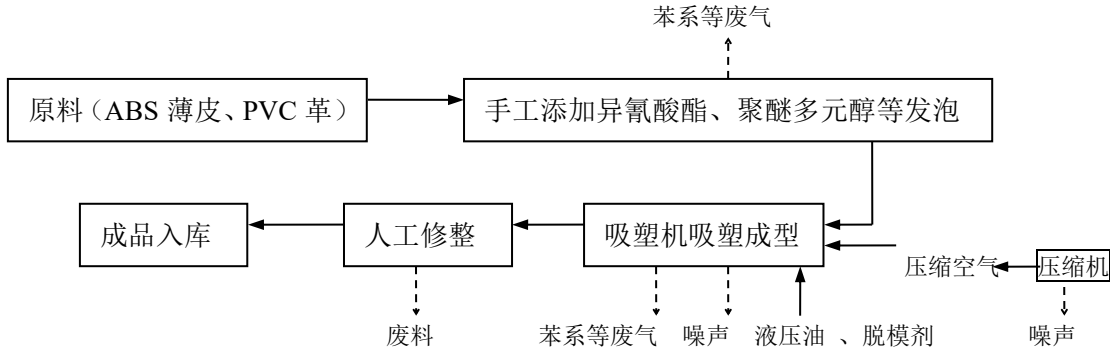 苯系等废气
原料（ABS 薄皮、PVC 革）
手工添加异氰酸酯、聚醚多元醇等发泡
成品入库
人工修整
吸塑机吸塑成型
压缩空气
压缩机
废料
苯系等废气
噪声
液压油 、脱模剂
噪声